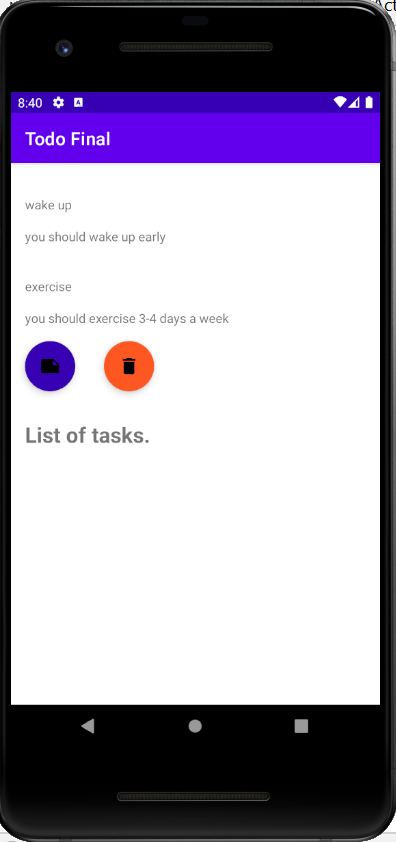 Act
8:40 A
Todo Final
wake up
you should wake up early
exercise
you should exercise 3-4 days a week
List of tasks.